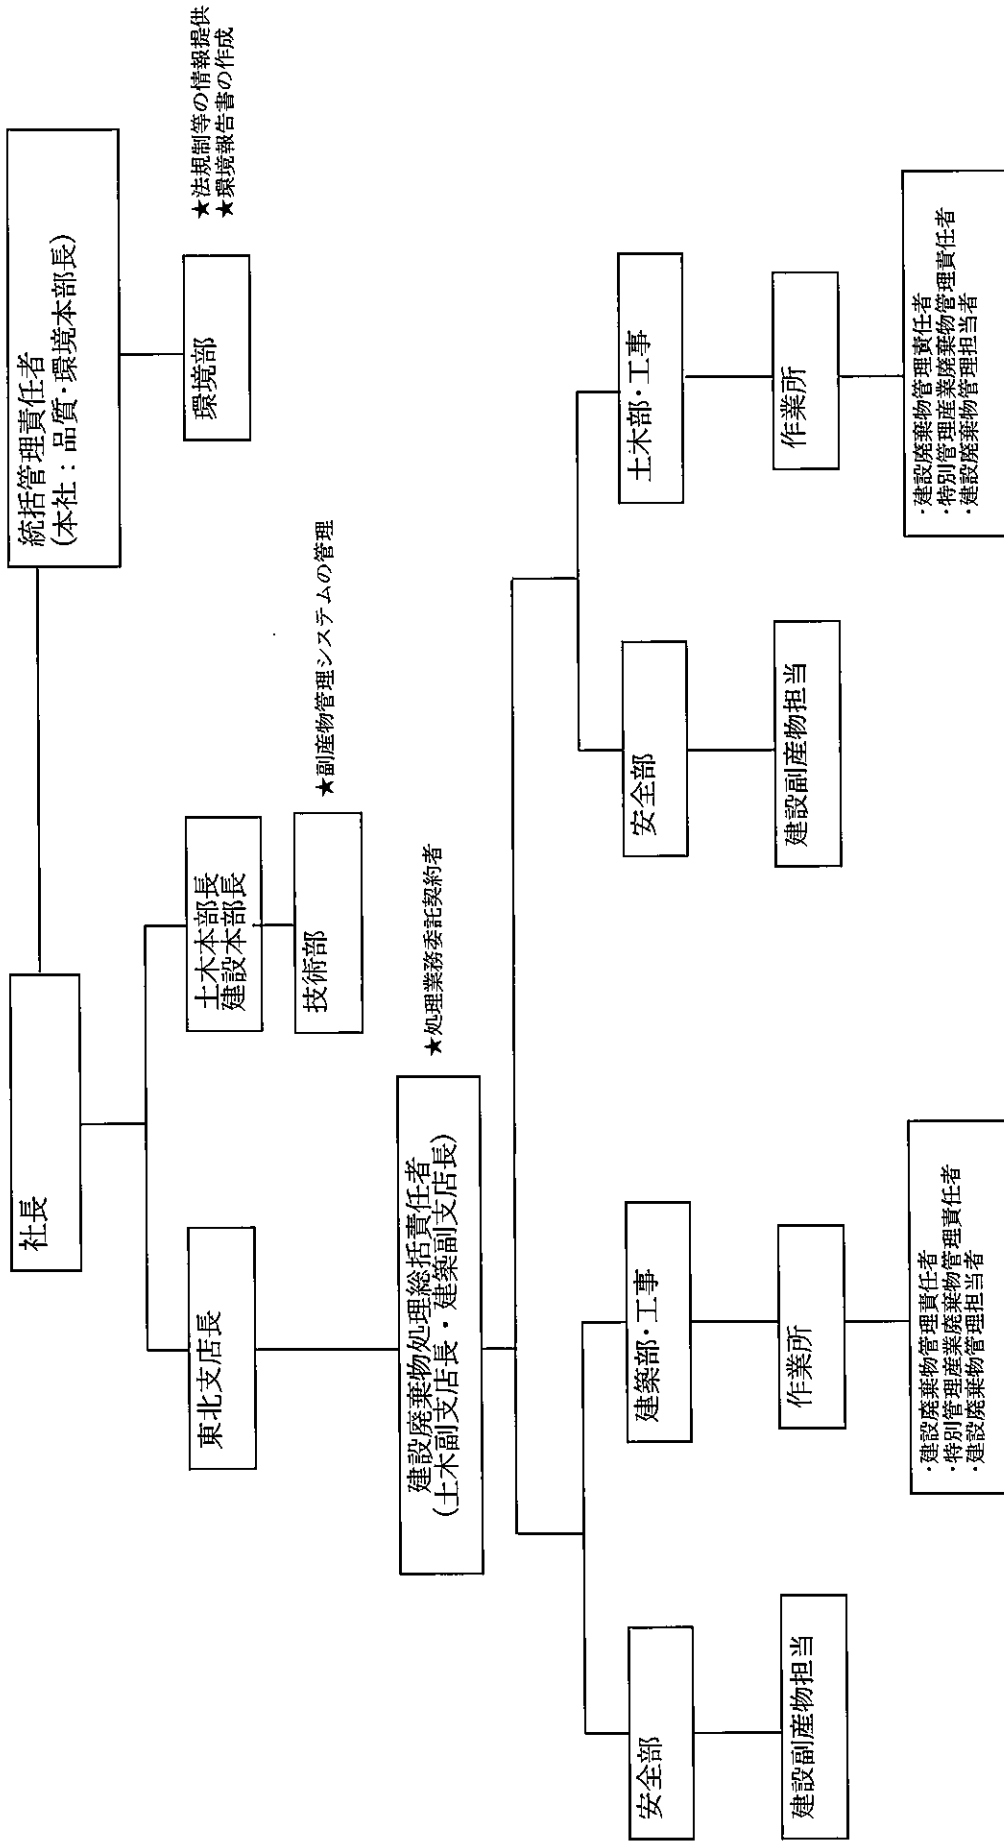 社長
統括管理責任者
(本社：品質・環境本部長)
環境部
★法規制等の情報提供
★環境報告書の作成
東北支店長
土木本部長
建設本部長
技術部
★副産物管理システムの管理
建設廃棄物処理総括責任者
(土木副支店長・建築副支店長)
★処理業務委託契約者
安全部
建築部・工事
安全部
土木部・工事
建設副産物担当
作業所
建設副産物担当
作業所
・建設廃棄物管理責任者
・特別管理産業廃棄物管理責任者
・建設廃棄物管理担当者
・建設廃棄物管理責任者
・特別管理産業廃棄物管理責任者
・建設廃棄物管理担当者